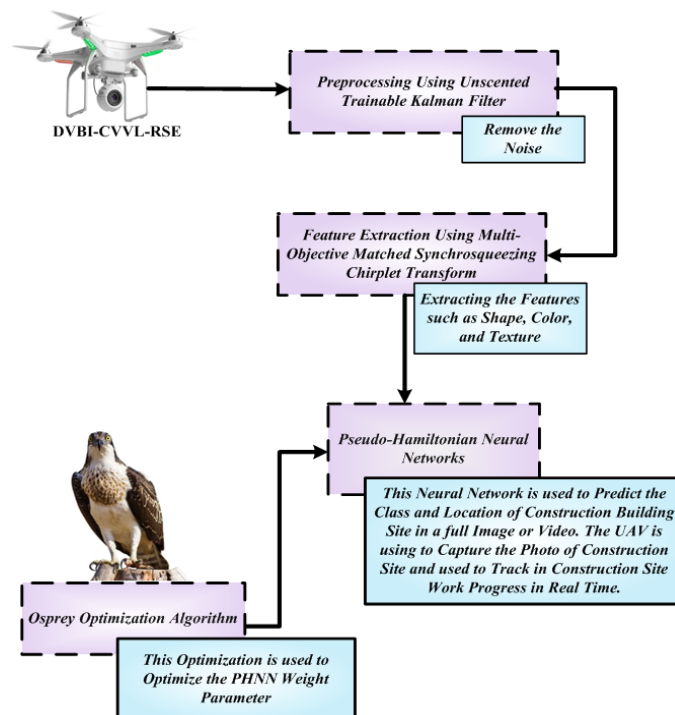 DVBI-CVVL-RSE
Preprocessing Using Unscented
Trainable Kalman Filter
Remove the
Noise
Feature Extraction Using Multi-
Objective Matched Synchrosqueezing
Chirplet Transform
Extracting the Features
such as Shape, Color,
and Texture
Pseudo-Hamiltonian Neural
Networks
This Neural Network is used to Predict the
Class and Location of Construction Building
Site in a full Image or Video. The UAV is
using to Capture the Photo of Construction
Site and used to Track in Construction Site
Work Progress in Real Time.
Osprey Optimization Algorithm
This Optimization is used to
Optimize the PHNN Weight
Parameter